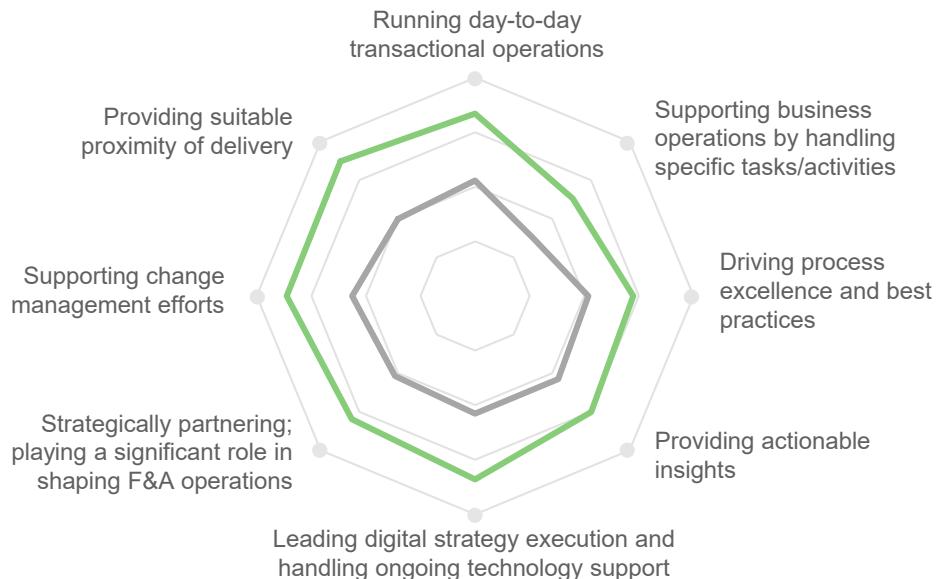 Running day-to-day
transactional operations
Supporting business
operations by handling
specific tasks/activities
Driving process
excellence and best
practices
Providing actionable
insights
Leading digital strategy execution and
handling ongoing technology support
Strategically partnering;
playing a significant role in
shaping F&A operations
Supporting change
management efforts
Providing suitable
proximity of delivery